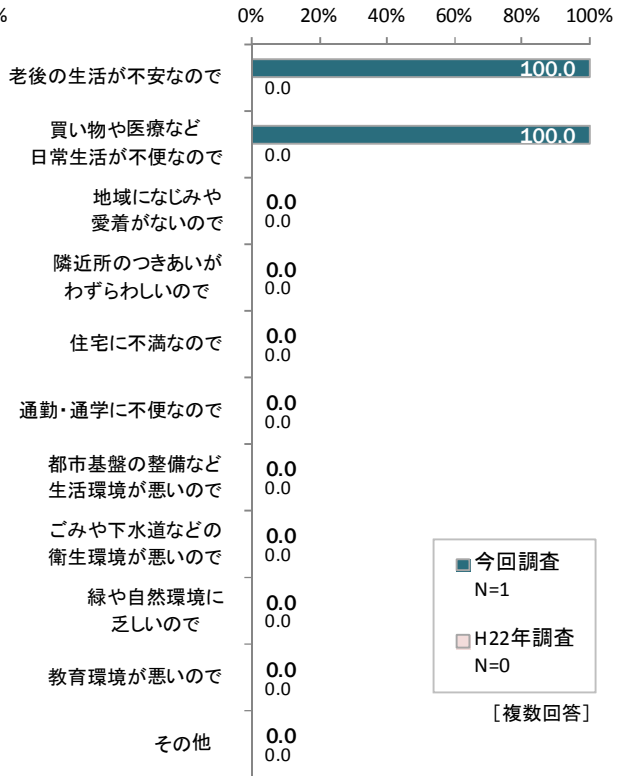 %
0% 20% 40% 60% 80% 100%
老後の生活が不安なので
100.0
0.0
買い物や医療など
日常生活が不便なので
100.0
0.0
地域になじみや
愛着がないので
0.0
0.0
隣近所のつきあいが
わずらわしいので
0.0
0.0
住宅に不満なので
0.0
0.0
通勤・通学に不便なので
0.0
0.0
都市基盤の整備など
生活環境が悪いので
0.0
0.0
ごみや下水道などの
衛生環境が悪いので
0.0
0.0
緑や自然環境に
乏しいので
0.0
0.0
教育環境が悪いので
0.0
0.0
その他
0.0
0.0
今回調査
N=1
H22年調査
N=0
[複数回答]